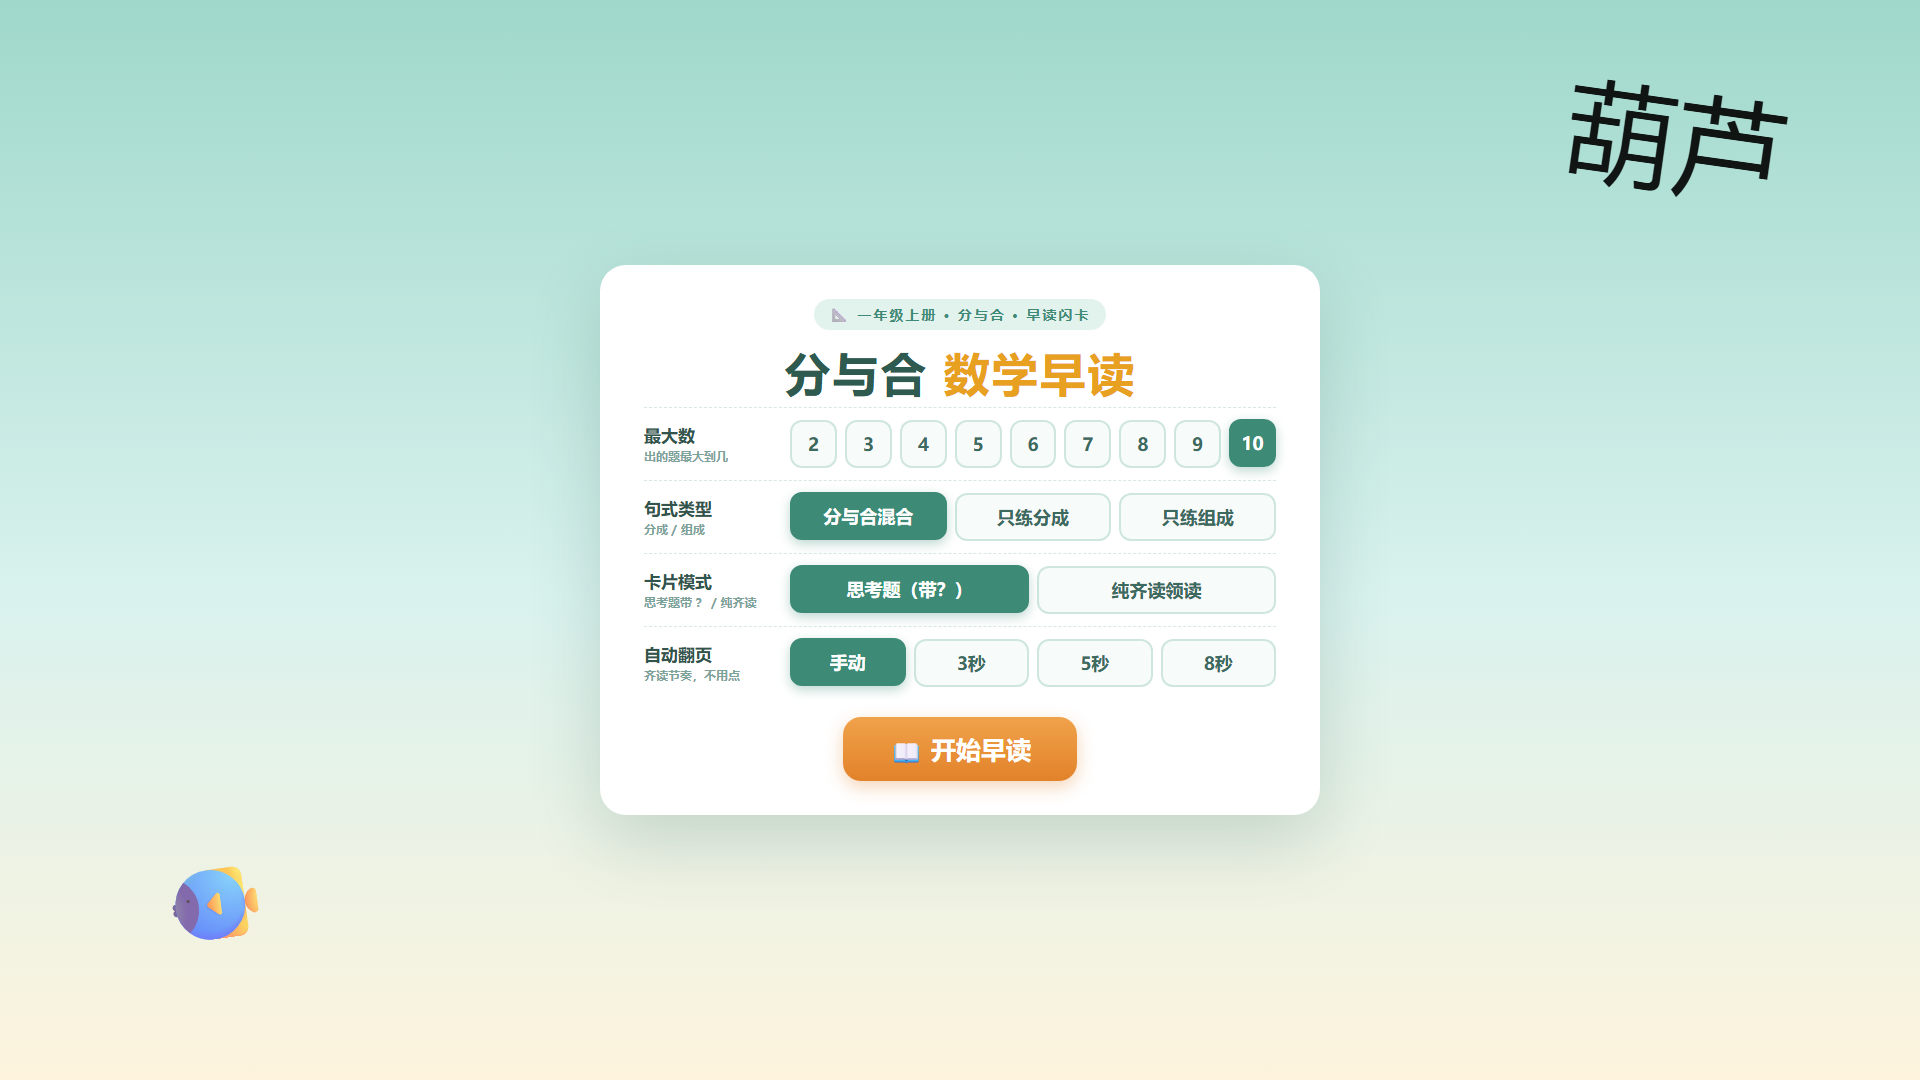 葫芦
一年级上册 • 分与合 • 早读闪卡
分与合 数学早读
最大数
出的题最大到几
2 3 4 5 6 7 8 9 10
句式类型
分成 / 组成
分与合混合 只练分成 只练组成
卡片模式
思考题带？ / 纯齐读
思考题（带？） 纯齐读领读
自动翻页
齐读节奏，不用点
手动 3秒 5秒 8秒
开始早读